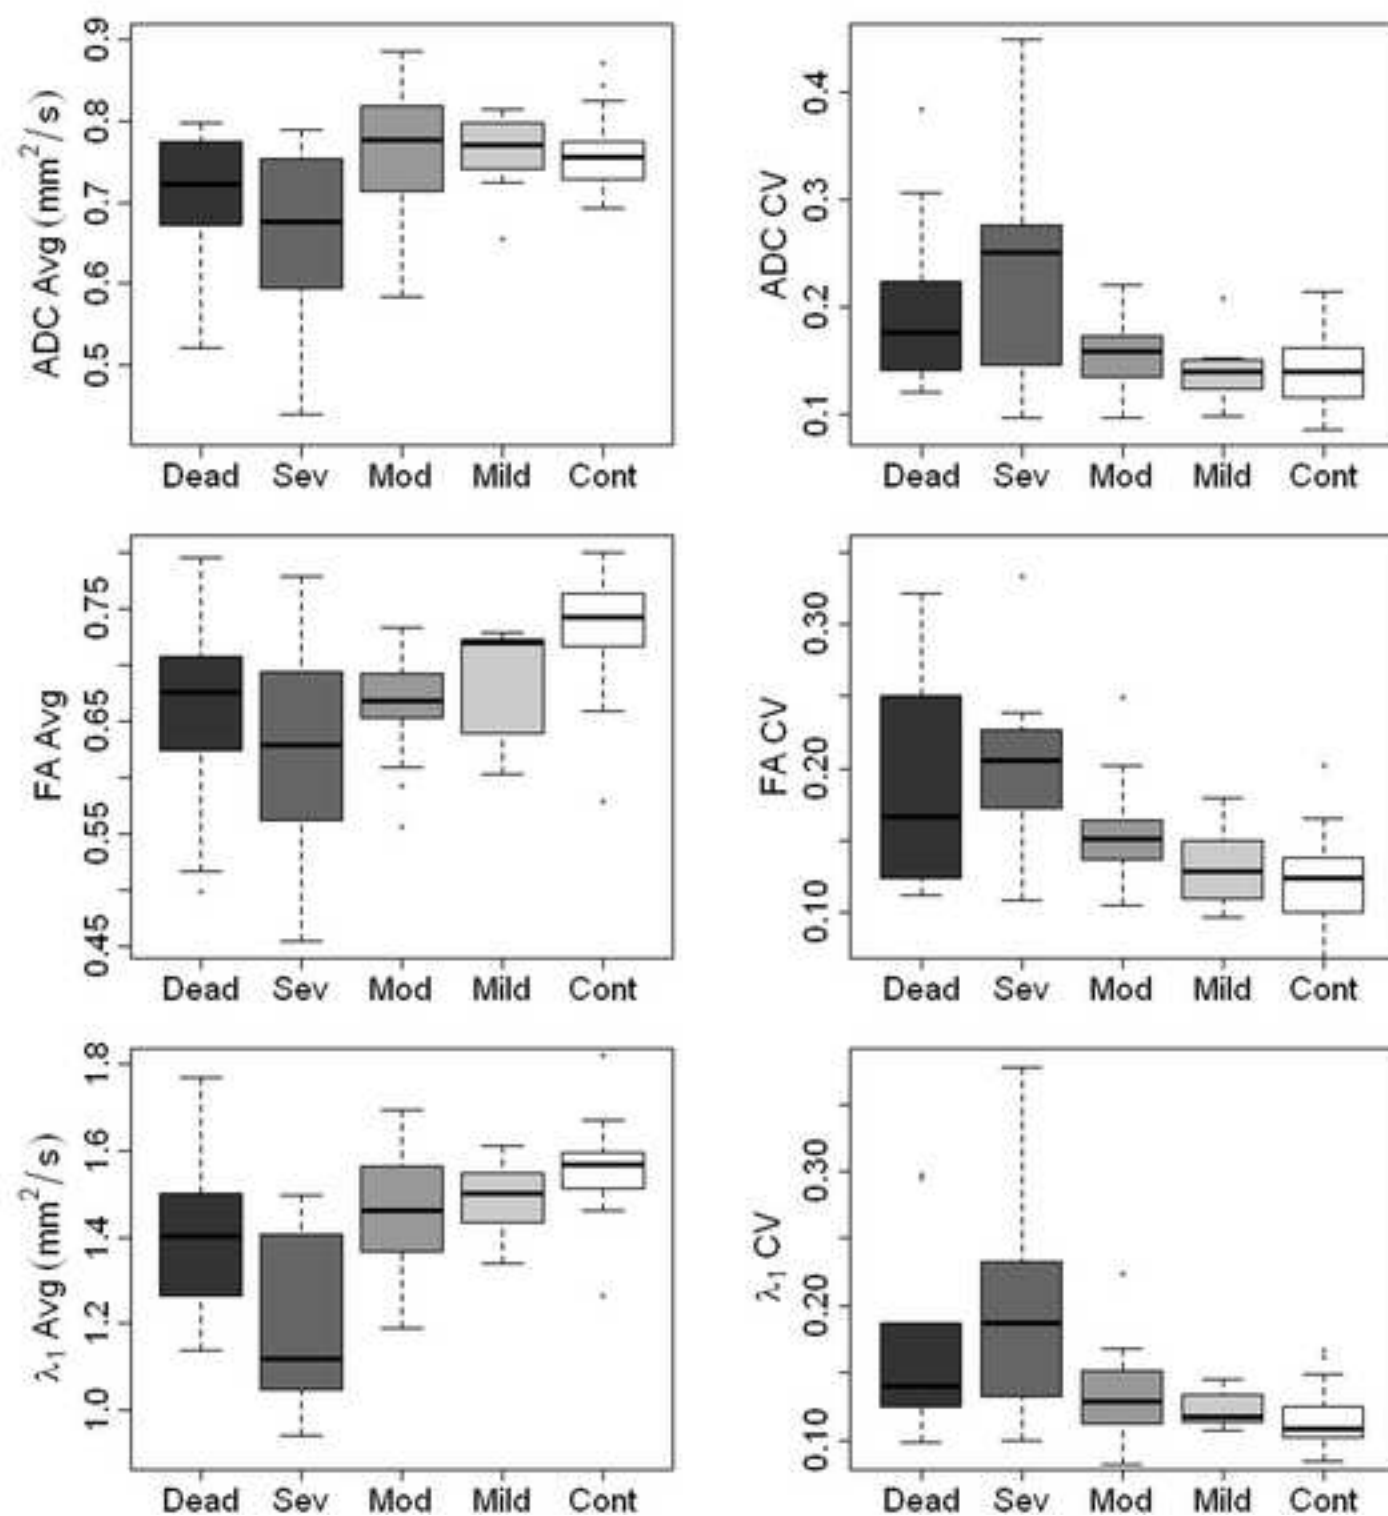 ADC Avg (mm²/s)
0.9
0.8
0.7
0.6
0.5
Dead Sev Mod Mild Cont
ADC CV
0.4
0.3
0.2
0.1
Dead Sev Mod Mild Cont
FA Avg
0.75
0.65
0.55
0.45
Dead Sev Mod Mild Cont
FA CV
0.30
0.20
0.10
Dead Sev Mod Mild Cont
λ₁ Avg (mm²/s)
1.8
1.6
1.4
1.2
1.0
Dead Sev Mod Mild Cont
λ₁ CV
0.30
0.20
0.10
Dead Sev Mod Mild Cont